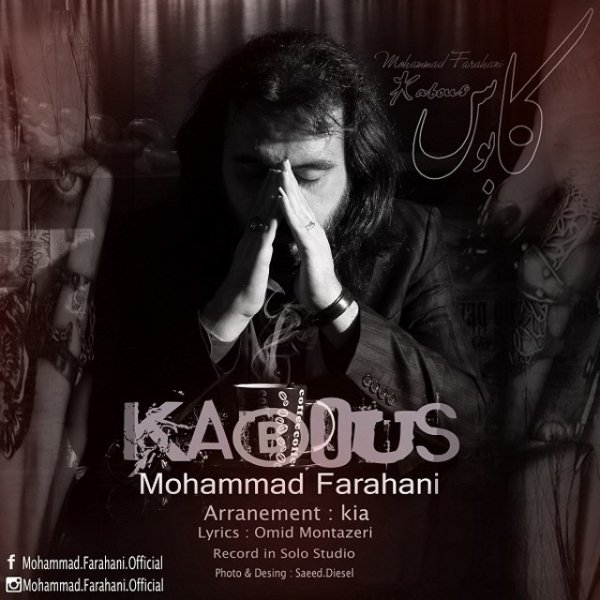 Mohammad Farahani
Kabous
کابوس
KABOUS
Mohammad Farahani
Arranement : kia
Lyrics : Omid Montazeri
Record in Solo Studio
Photo & Desing : Saeed.Diesel
f Mohammad.Farahani.Official
Mohammad.Farahani.Official